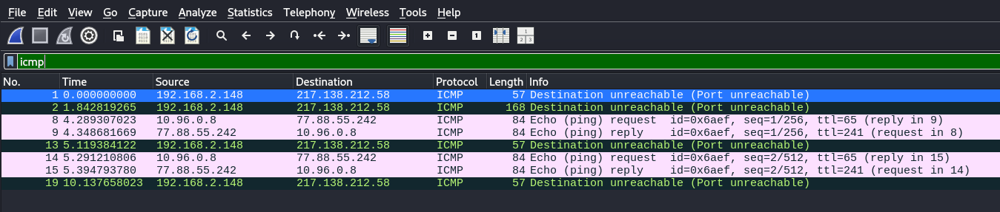 File Edit View Go Capture Analyze Statistics Telephony Wireless Tools Help
icmp
No. Time Source Destination Protocol Length Info
1 0.000000000 192.168.2.148 217.138.212.58 ICMP 57 Destination unreachable (Port unreachable)
2 1.842819265 192.168.2.148 217.138.212.58 ICMP 168 Destination unreachable (Port unreachable)
8 4.289307023 10.96.0.8 77.88.55.242 ICMP 84 Echo (ping) request id=0x6aef, seq=1/256, ttl=65 (reply in 9)
9 4.348681669 77.88.55.242 10.96.0.8 ICMP 84 Echo (ping) reply id=0x6aef, seq=1/256, ttl=241 (request in 8)
13 5.119384122 192.168.2.148 217.138.212.58 ICMP 57 Destination unreachable (Port unreachable)
14 5.291210806 10.96.0.8 77.88.55.242 ICMP 84 Echo (ping) request id=0x6aef, seq=2/512, ttl=65 (reply in 15)
15 5.394793780 77.88.55.242 10.96.0.8 ICMP 84 Echo (ping) reply id=0x6aef, seq=2/512, ttl=241 (request in 14)
19 10.137658023 192.168.2.148 217.138.212.58 ICMP 57 Destination unreachable (Port unreachable)